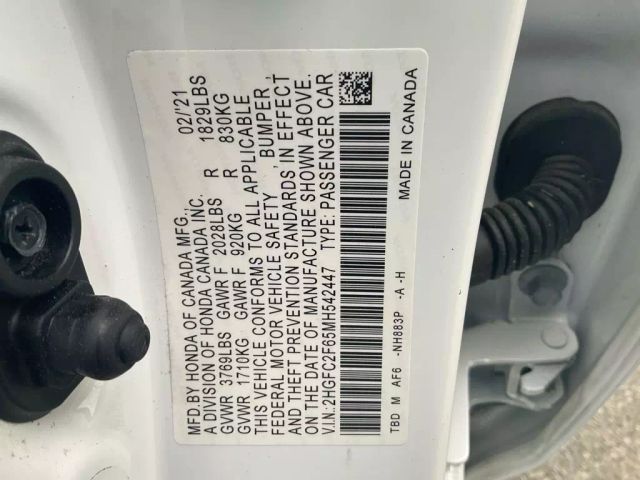 MFD.BY HONDA OF CANADA MFG., 02/'21
A DIVISION OF HONDA CANADA INC.
GVWR 3769LBS GAWR F 2028LBS R 1829LBS
GVWR 1710KG GAWR F 920KG R 830KG
THIS VEHICLE CONFORMS TO ALL APPLICABLE
FEDERAL MOTOR VEHICLE SAFETY , BUMPER,
AND THEFT PREVENTION STANDARDS IN EFFECT
ON THE DATE OF MANUFACTURE SHOWN ABOVE.
V.I.N:2HGFC2F65MH542447 TYPE: PASSENGER CAR
TBD M AF6 -NH883P -A -H MADE IN CANADA